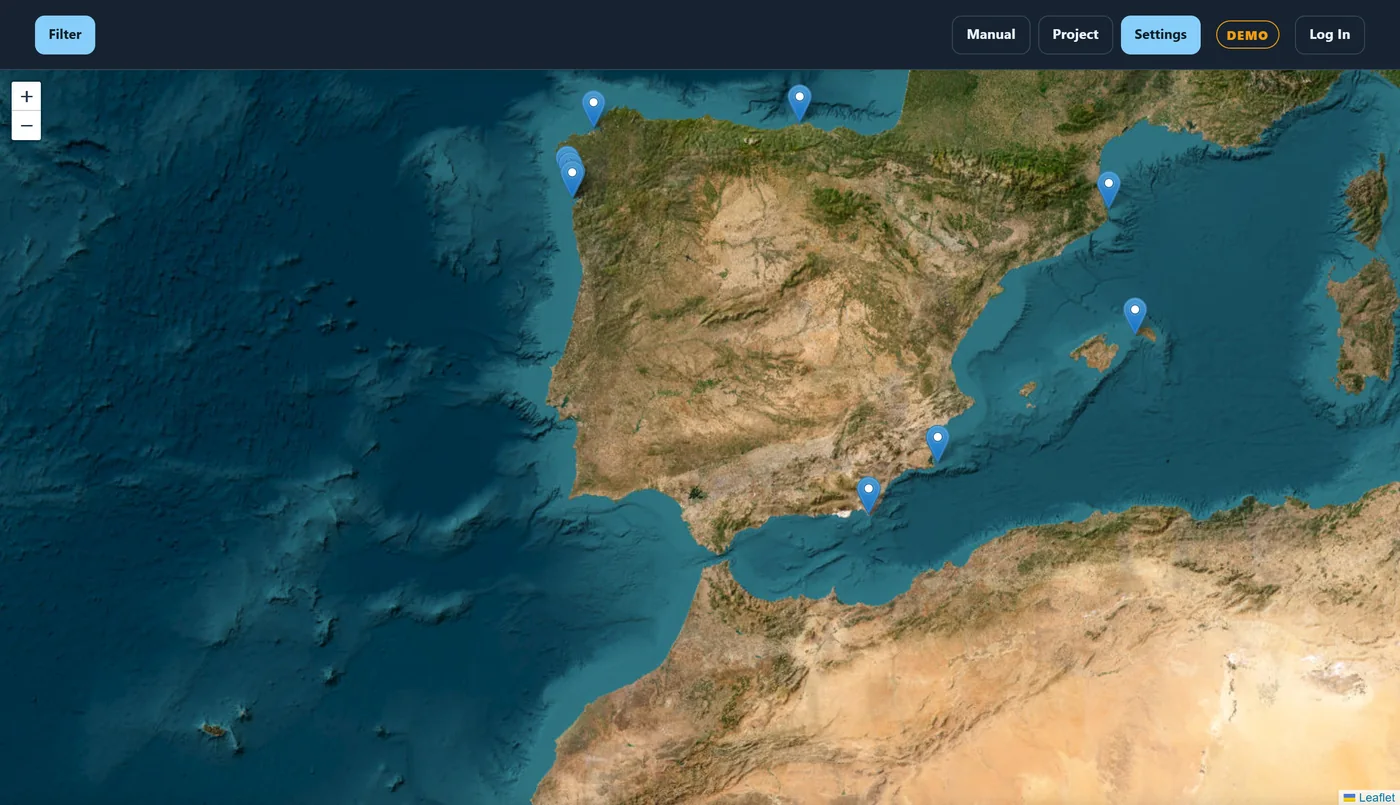 Filter
Manual
Project
Settings
DEMO
Log In
+
−
Leaflet